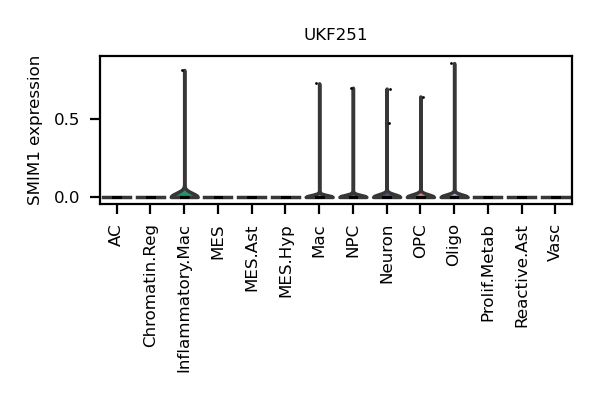 UKF251
SMIM1 expression
0.5
0.0
AC
Chromatin.Reg
Inflammatory.Mac
MES
MES.Ast
MES.Hyp
Mac
NPC
Neuron
OPC
Oligo
Prolif.Metab
Reactive.Ast
Vasc